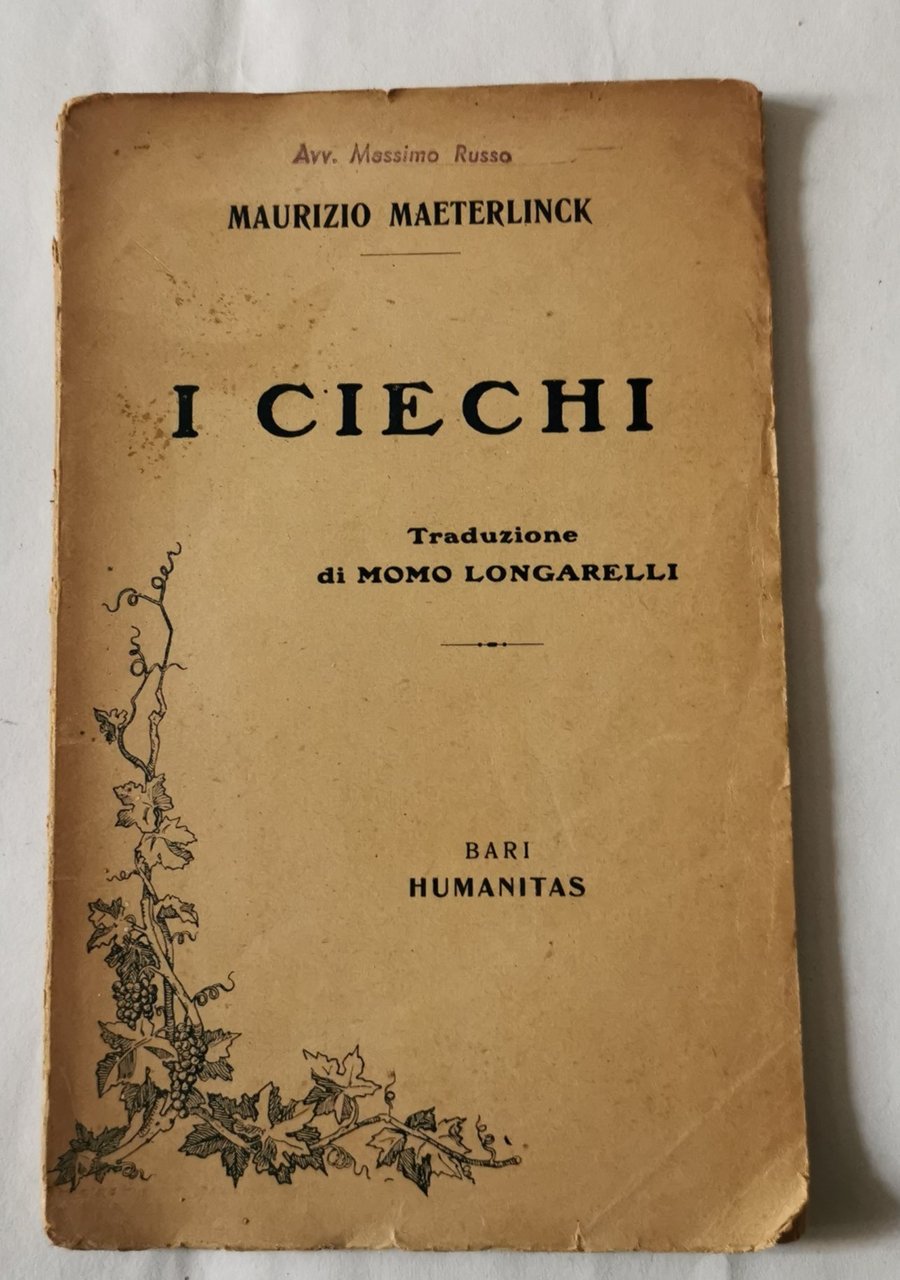 Avv. Massimo Russo
MAURIZIO MAETERLINCK
I CIECHI
Traduzione
di MOMO LONGARELLI
BARI
HUMANITAS